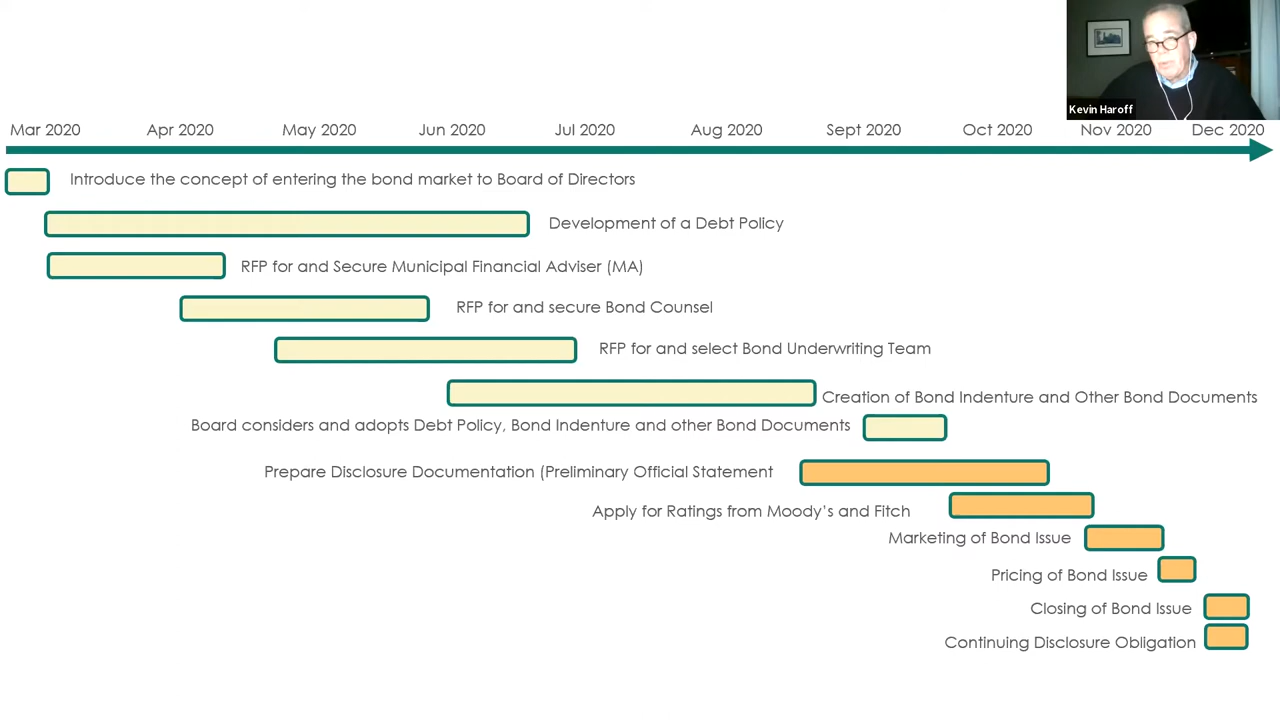 Kevin Haroff
Mar 2020 Apr 2020 May 2020 Jun 2020 Jul 2020 Aug 2020 Sept 2020 Oct 2020 Nov 2020 Dec 2020
Introduce the concept of entering the bond market to Board of Directors
Development of a Debt Policy
RFP for and Secure Municipal Financial Adviser (MA)
RFP for and secure Bond Counsel
RFP for and select Bond Underwriting Team
Creation of Bond Indenture and Other Bond Documents
Board considers and adopts Debt Policy, Bond Indenture and other Bond Documents
Prepare Disclosure Documentation (Preliminary Official Statement
Apply for Ratings from Moody's and Fitch
Marketing of Bond Issue
Pricing of Bond Issue
Closing of Bond Issue
Continuing Disclosure Obligation